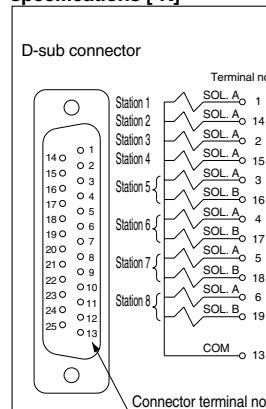 D-sub connector
Terminal no
Station 1 SOL. A 1
Station 2 SOL. A 14
Station 3 SOL. A 2
Station 4 SOL. A 15
Station 5 SOL. A 3
SOL. B 16
Station 6 SOL. A 4
SOL. B 17
Station 7 SOL. A 5
SOL. B 18
Station 8 SOL. A 6
SOL. B 19
COM 13
1
14
2
15
3
16
4
17
5
18
6
19
7
20
8
21
9
22
10
23
11
24
12
25
13
Connector terminal no